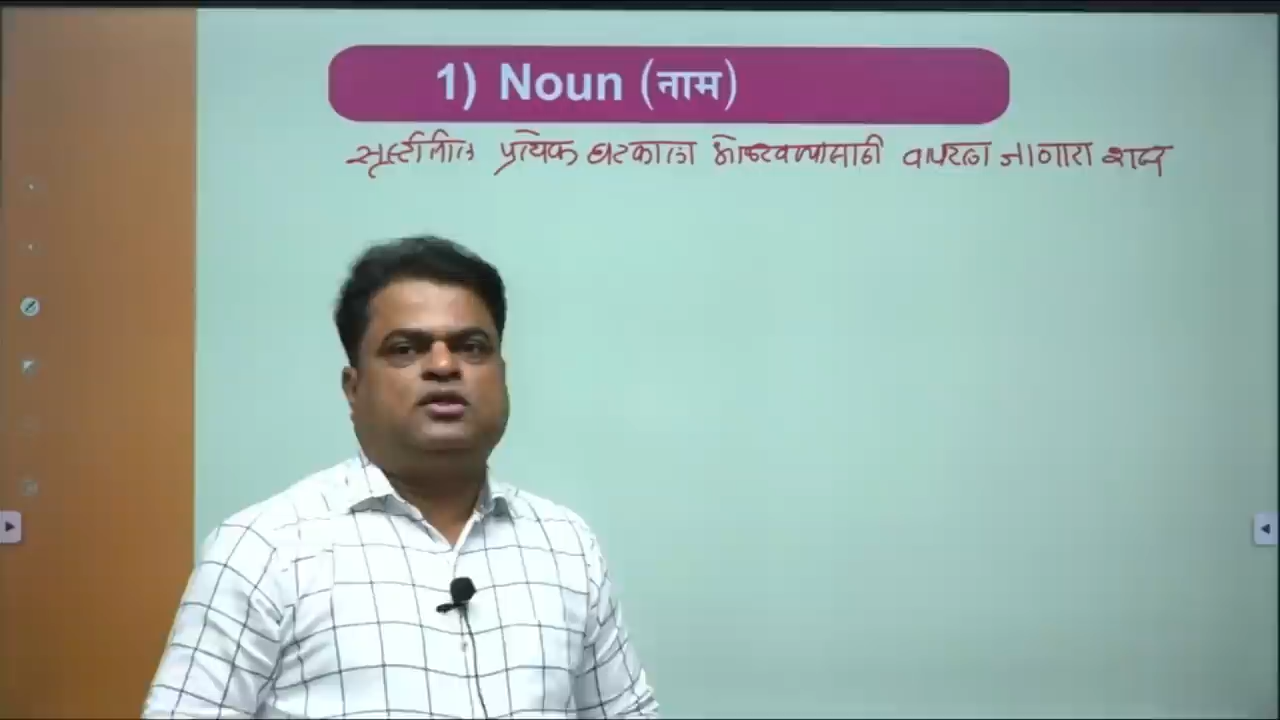 1) Noun (नाम)
सृष्टीतील प्रत्येक घटकाला ओळखण्यासाठी वापरला जाणारा शब्द